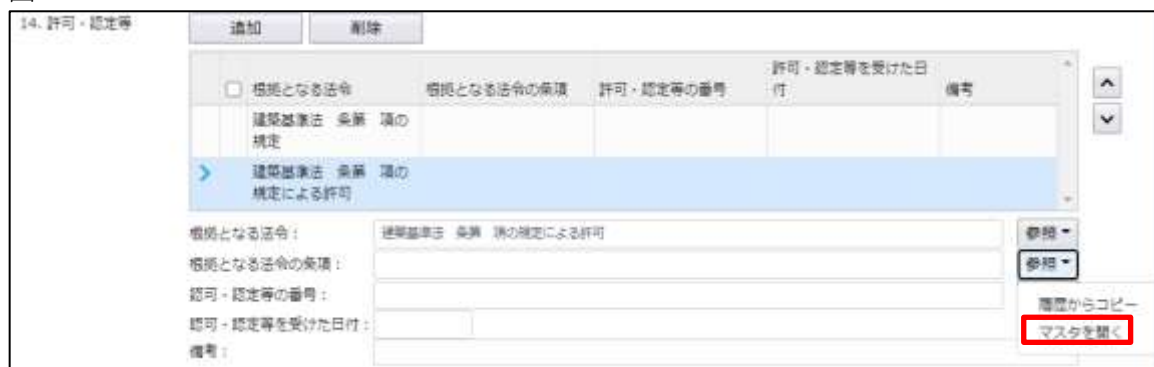 14. 許可・認定等
追加 削除
許可・認定等を受けた日
根拠となる法令 根拠となる法令の条項 許可・認定等の番号 付 備考
建築基準法 条第 項の
規定
建築基準法 条第 項の
規定による許可
根拠となる法令： 建築基準法 条第 項の規定による許可 参照
根拠となる法令の条項： 参照
認可・認定等の番号： 履歴からコピー
認可・認定等を受けた日付： マスタを開く
備考：